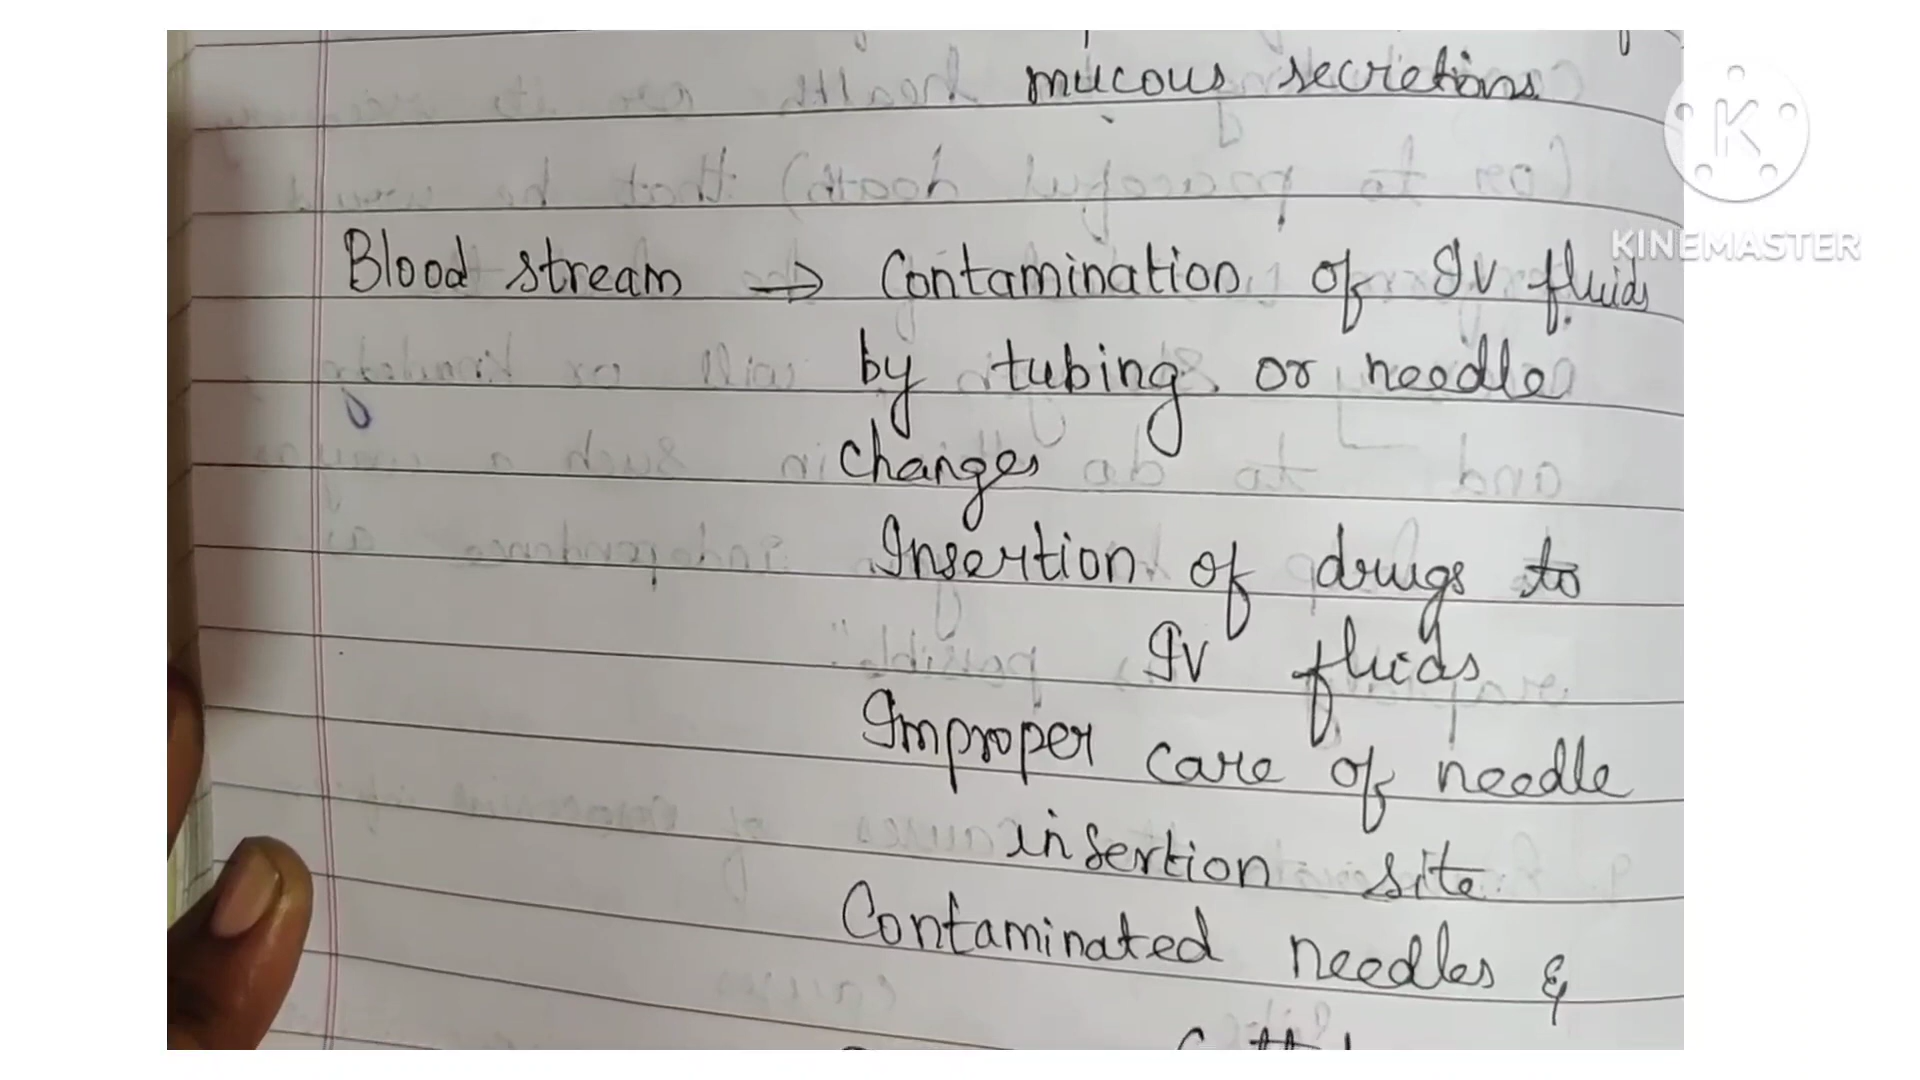 mucous secretions
Blood stream → Contamination of IV fluids
by tubing or needle
changes
Insertion of drugs to
IV fluids
Improper care of needle
insertion site
Contaminated needles &
KINEMASTER